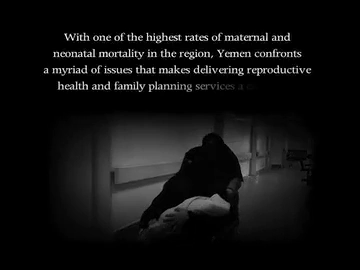 With one of the highest rates of maternal and
neonatal mortality in the region, Yemen confronts
a myriad of issues that makes delivering reproductive
health and family planning services a